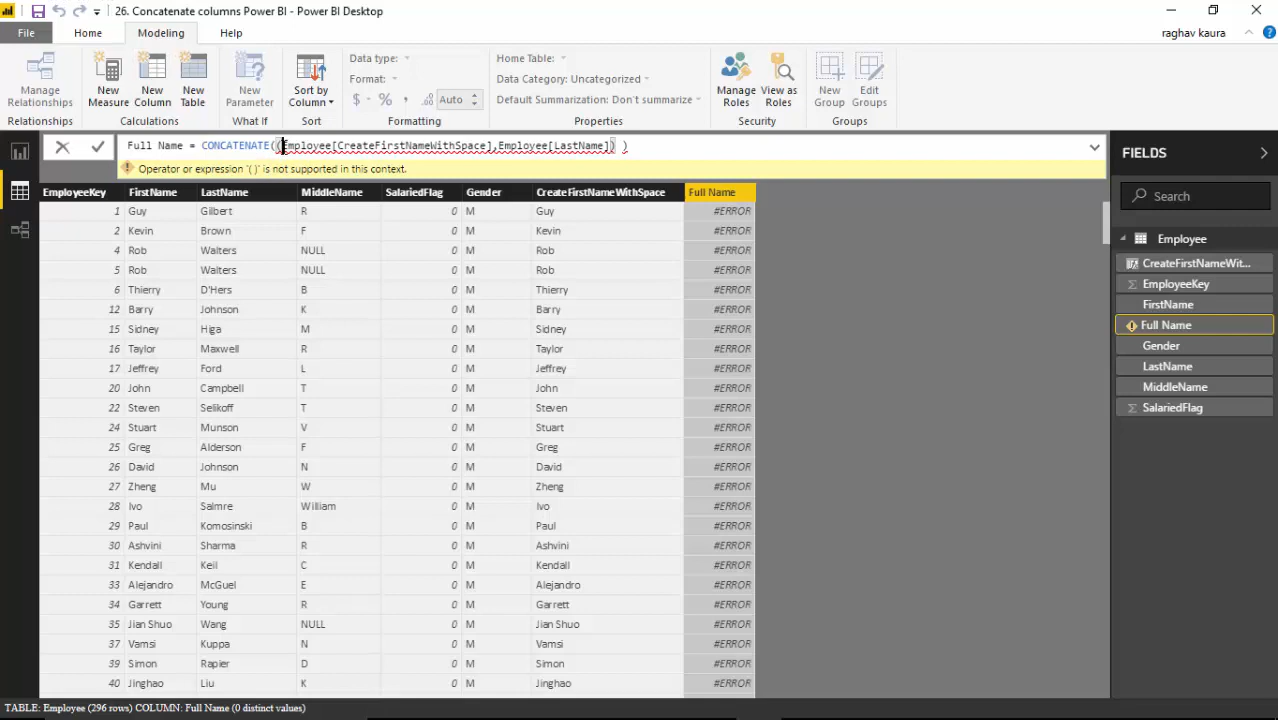 26. Concatenate columns Power BI - Power BI Desktop
File Home Modeling Help raghav kaura
Manage Relationships
New Measure
New Column
New Table
New Parameter
Sort by Column
Data type:
Format:
$ % , .00 Auto
Home Table:
Data Category: Uncategorized
Default Summarization: Don't summarize
Manage Roles
View as Roles
New Group
Edit Groups
Relationships Calculations What If Sort Formatting Properties Security Groups
Full Name = CONCATENATE((Employee[CreateFirstNameWithSpace],Employee[LastName]) )
Operator or expression '( )' is not supported in this context.
EmployeeKey FirstName LastName MiddleName SalariedFlag Gender CreateFirstNameWithSpace Full Name
1 Guy Gilbert R 0 M Guy #ERROR
2 Kevin Brown F 0 M Kevin #ERROR
4 Rob Walters NULL 0 M Rob #ERROR
5 Rob Walters NULL 0 M Rob #ERROR
6 Thierry D'Hers B 0 M Thierry #ERROR
12 Barry Johnson K 0 M Barry #ERROR
15 Sidney Higa M 0 M Sidney #ERROR
16 Taylor Maxwell R 0 M Taylor #ERROR
17 Jeffrey Ford L 0 M Jeffrey #ERROR
20 John Campbell T 0 M John #ERROR
22 Steven Selikoff T 0 M Steven #ERROR
24 Stuart Munson V 0 M Stuart #ERROR
25 Greg Alderson F 0 M Greg #ERROR
26 David Johnson N 0 M David #ERROR
27 Zheng Mu W 0 M Zheng #ERROR
28 Ivo Salmre William 0 M Ivo #ERROR
29 Paul Komosinski B 0 M Paul #ERROR
30 Ashvini Sharma R 0 M Ashvini #ERROR
31 Kendall Keil C 0 M Kendall #ERROR
33 Alejandro McGuel E 0 M Alejandro #ERROR
34 Garrett Young R 0 M Garrett #ERROR
35 Jian Shuo Wang NULL 0 M Jian Shuo #ERROR
37 Vamsi Kuppa N 0 M Vamsi #ERROR
39 Simon Rapier D 0 M Simon #ERROR
40 Jinghao Liu K 0 M Jinghao #ERROR
FIELDS
Search
Employee
CreateFirstNameWit...
EmployeeKey
FirstName
Full Name
Gender
LastName
MiddleName
SalariedFlag
TABLE: Employee (296 rows) COLUMN: Full Name (0 distinct values)